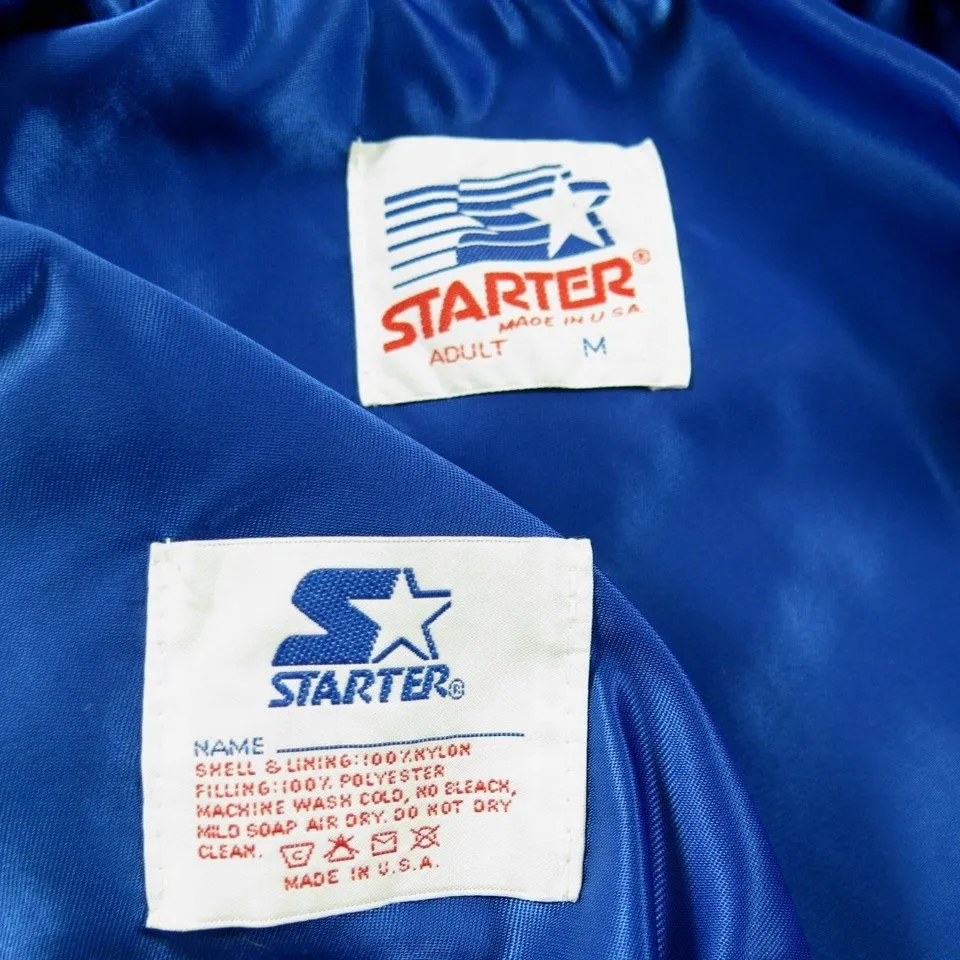 STARTER®
MADE IN U S A
ADULT M
STARTER®
NAME
SHELL & LINING:100% NYLON
FILLING:100% POLYESTER
MACHINE WASH COLD, NO BLEACH,
MILD SOAP AIR DRY. DO NOT DRY
CLEAN.
MADE IN U.S.A.